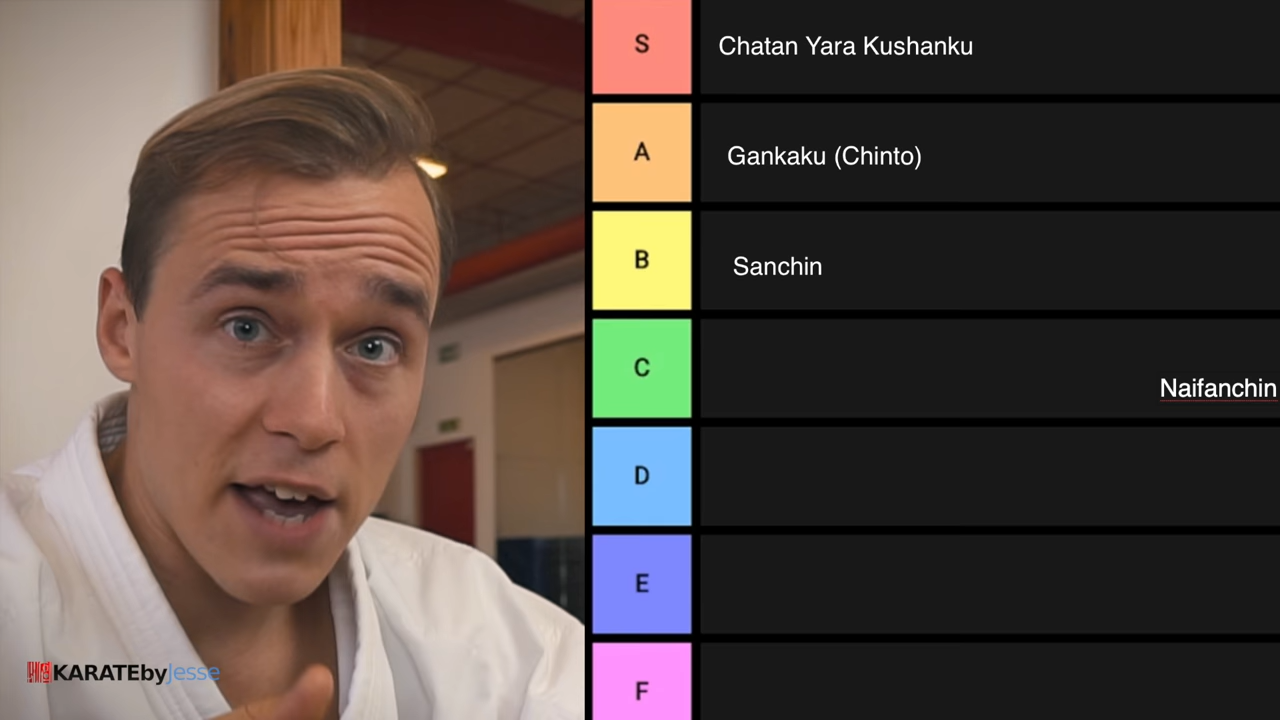 S
Chatan Yara Kushanku
A
Gankaku (Chinto)
B
Sanchin
C
Naifanchin
D
E
F
KARATEbyJesse